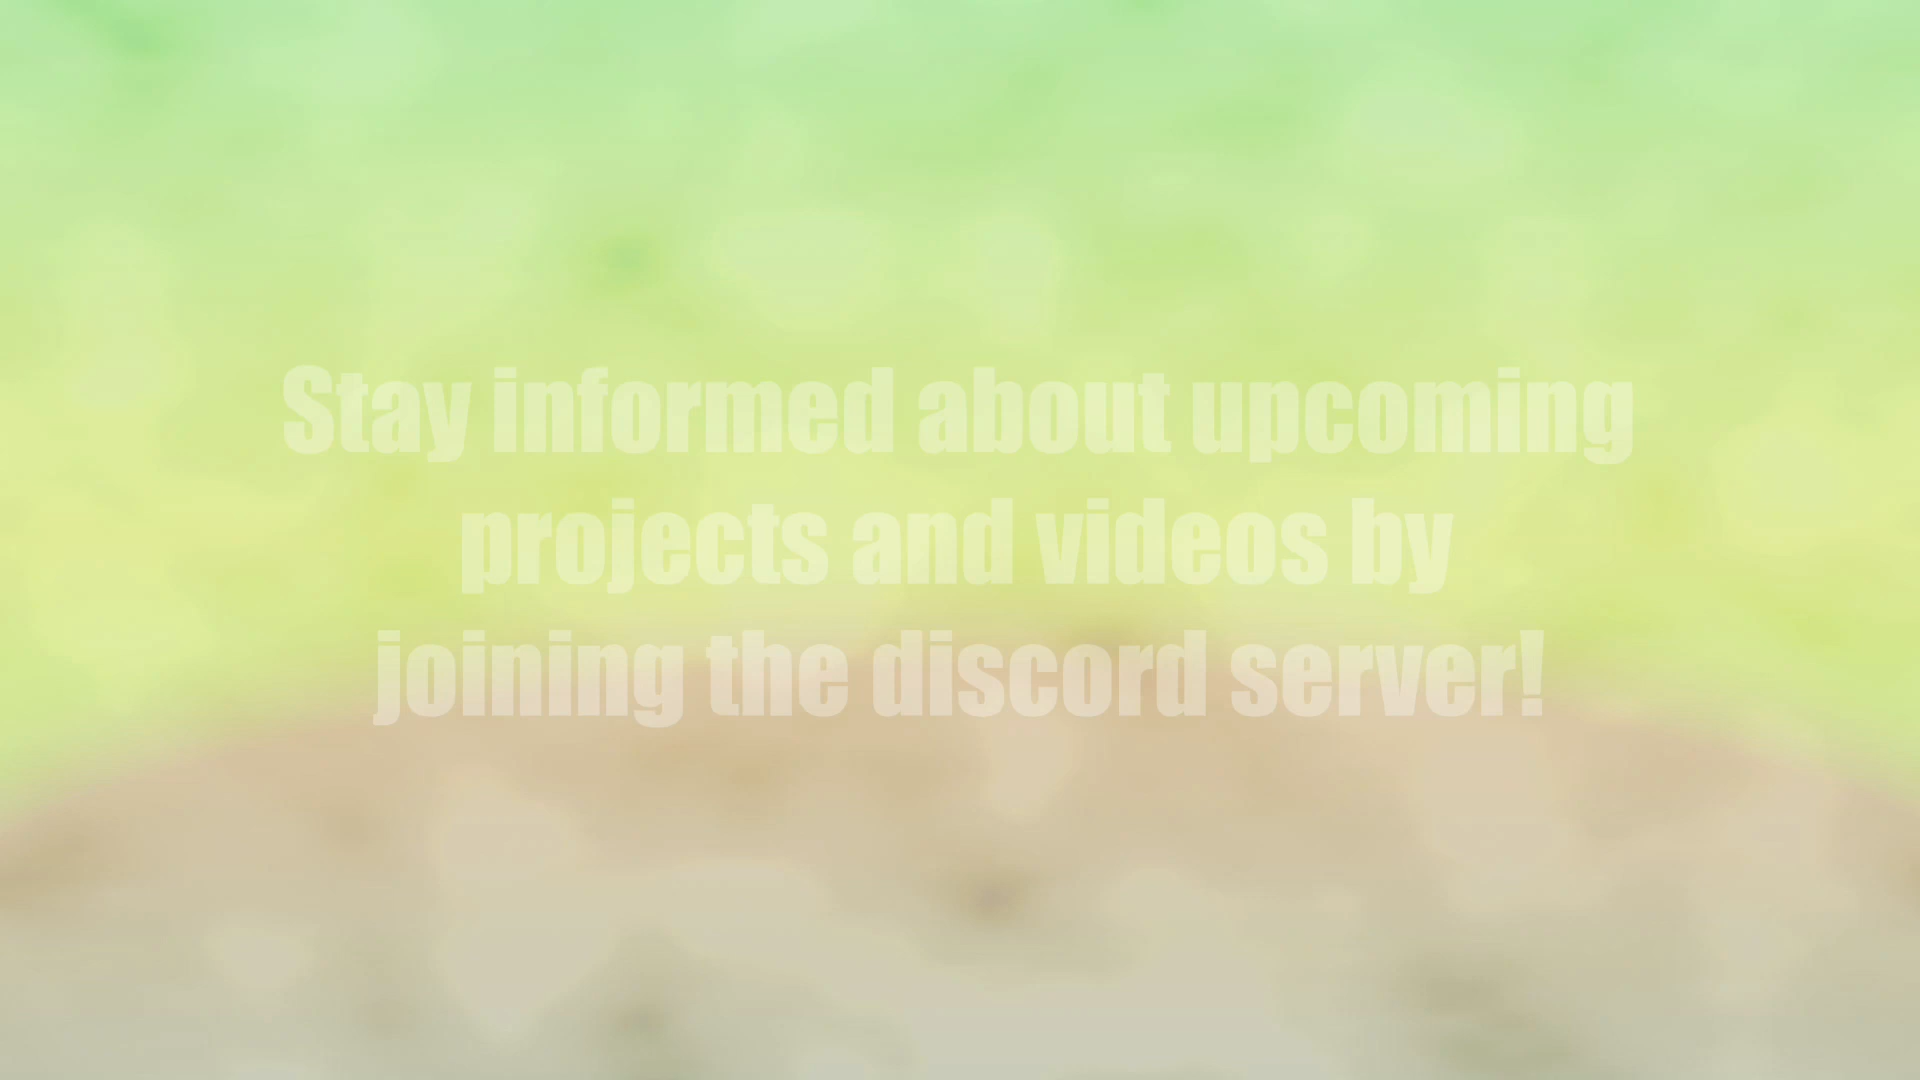 Stay informed about upcoming
projects and videos by
joining the discord server!